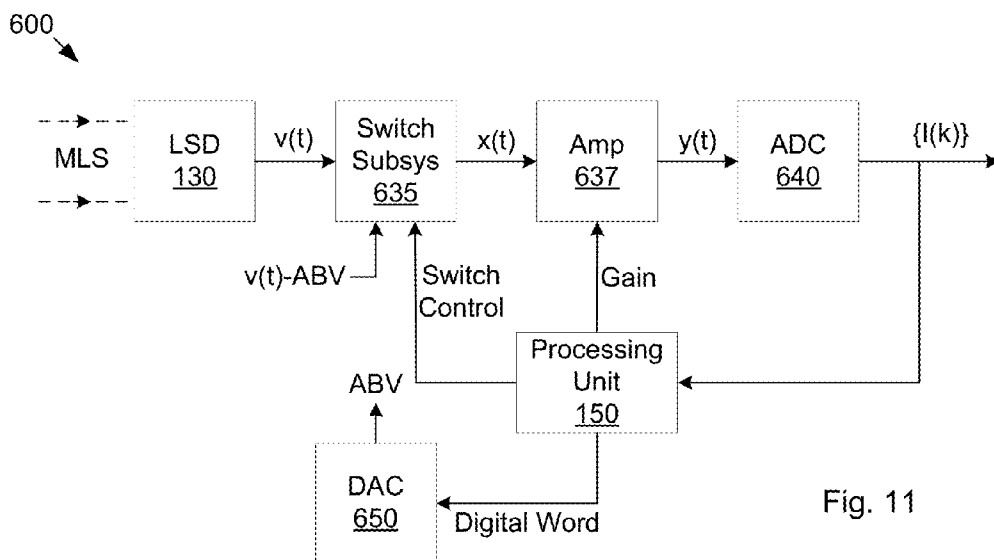 600
MLS
LSD
130
v(t)
Switch
Subsys
635
x(t)
Amp
637
y(t)
ADC
640
{I(k)}
v(t)-ABV
Switch
Control
Gain
Processing
Unit
150
ABV
DAC
650
Digital Word
Fig. 11